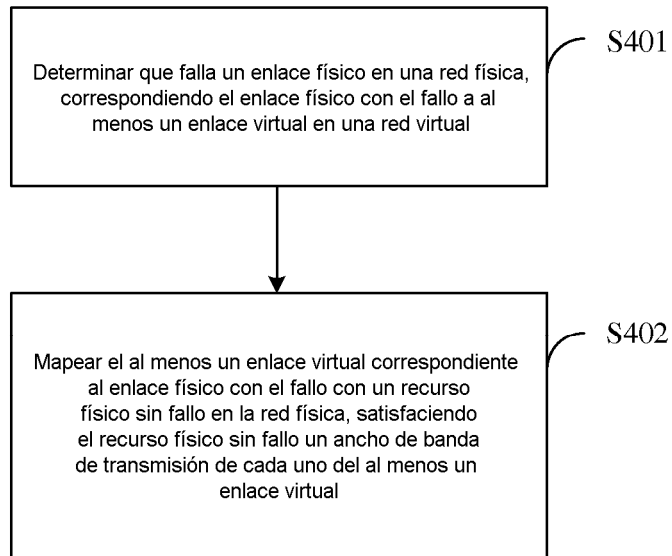 S401
Determinar que falla un enlace físico en una red física,
correspondiendo el enlace físico con el fallo a al
menos un enlace virtual en una red virtual
S402
Mapear el al menos un enlace virtual correspondiente
al enlace físico con el fallo con un recurso
físico sin fallo en la red física, satisfaciendo
el recurso físico sin fallo un ancho de banda
de transmisión de cada uno del al menos un
enlace virtual